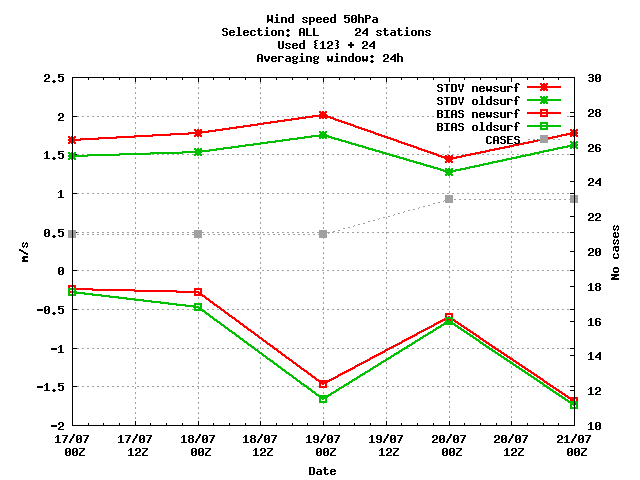 Wind speed 50hPa
Selection: ALL     24 stations
Used {12} + 24
Averaging window: 24h
2.5
2
1.5
1
0.5
0
-0.5
-1
-1.5
-2
m/s
30
28
26
24
22
20
18
16
14
12
10
No cases
STDV newsurf
STDV oldsurf
BIAS newsurf
BIAS oldsurf
CASES
17/07 17/07 18/07 18/07 19/07 19/07 20/07 20/07 21/07
00Z 12Z 00Z 12Z 00Z 12Z 00Z 12Z 00Z
Date